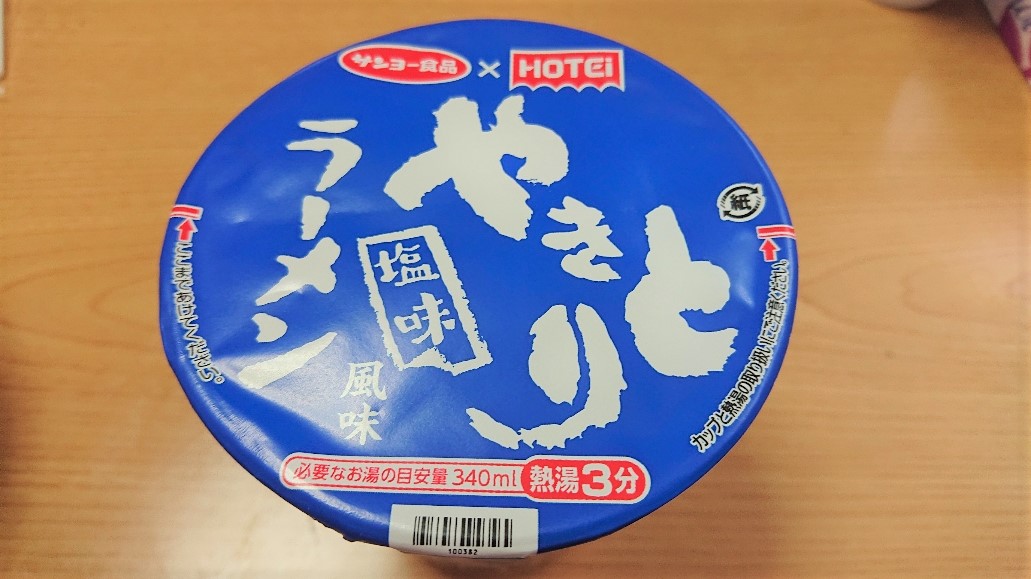 サンヨー食品 × HOTEi
やきとり
塩味
風味
ラーメン
紙
ここまであけてください。
カップと熱湯の取り扱いにご注意ください。
必要なお湯の目安量 340ml 熱湯3分
100382